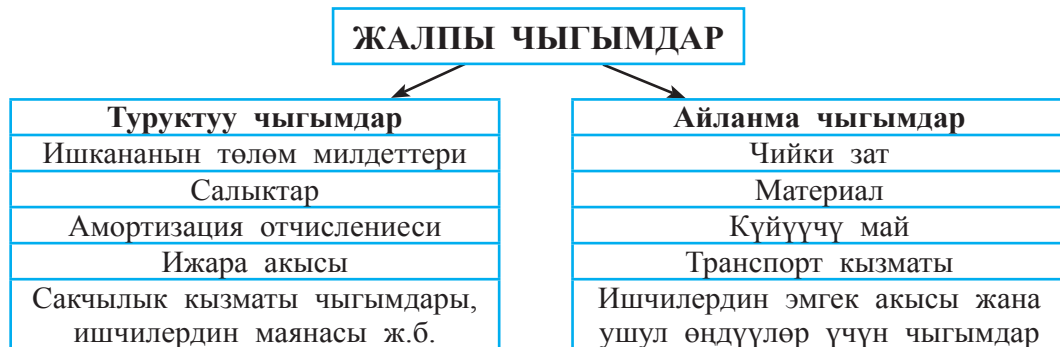 ЖАЛПЫ ЧЫГЫМДАР
Туруктуу чыгымдар
Ишкананын төлөм милдеттери
Салыктар
Амортизация отчислениеси
Ижара акысы
Сакчылык кызматы чыгымдары,
ишчилердин маянасы ж.б.
Айланма чыгымдар
Чийки зат
Материал
Күйүүчү май
Транспорт кызматы
Ишчилердин эмгек акысы жана
ушул өңдүүлөр үчүн чыгымдар